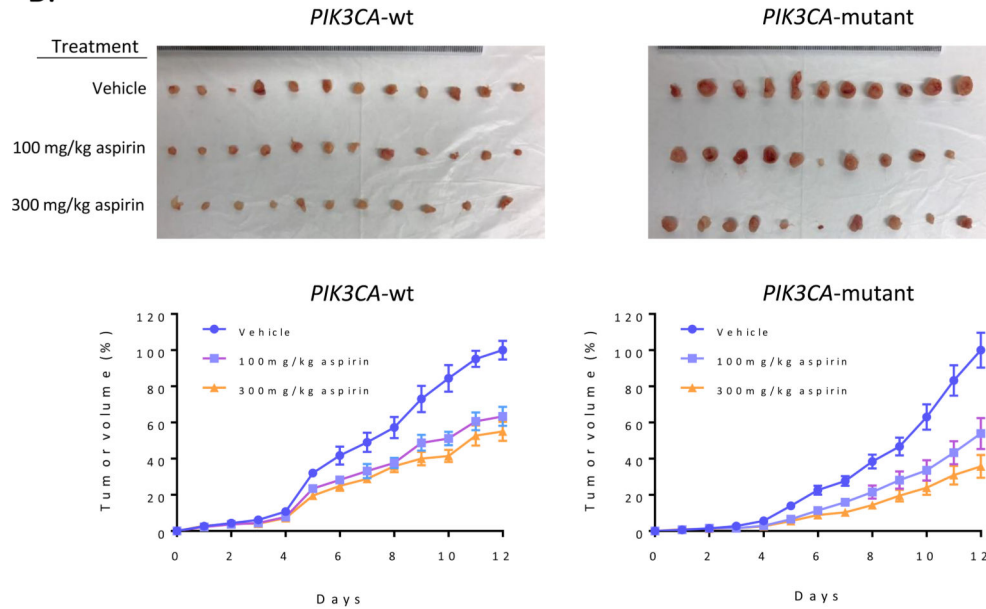 PIK3CA-wt
PIK3CA-mutant
Treatment
Vehicle
100 mg/kg aspirin
300 mg/kg aspirin
PIK3CA-wt
Tumor volume (%)
120
100
80
60
40
20
0
Vehicle
100mg/kg aspirin
300mg/kg aspirin
0 2 4 6 8 10 12
Days
PIK3CA-mutant
Tumor volume (%)
120
100
80
60
40
20
0
Vehicle
100mg/kg aspirin
300mg/kg aspirin
0 2 4 6 8 10 12
Days